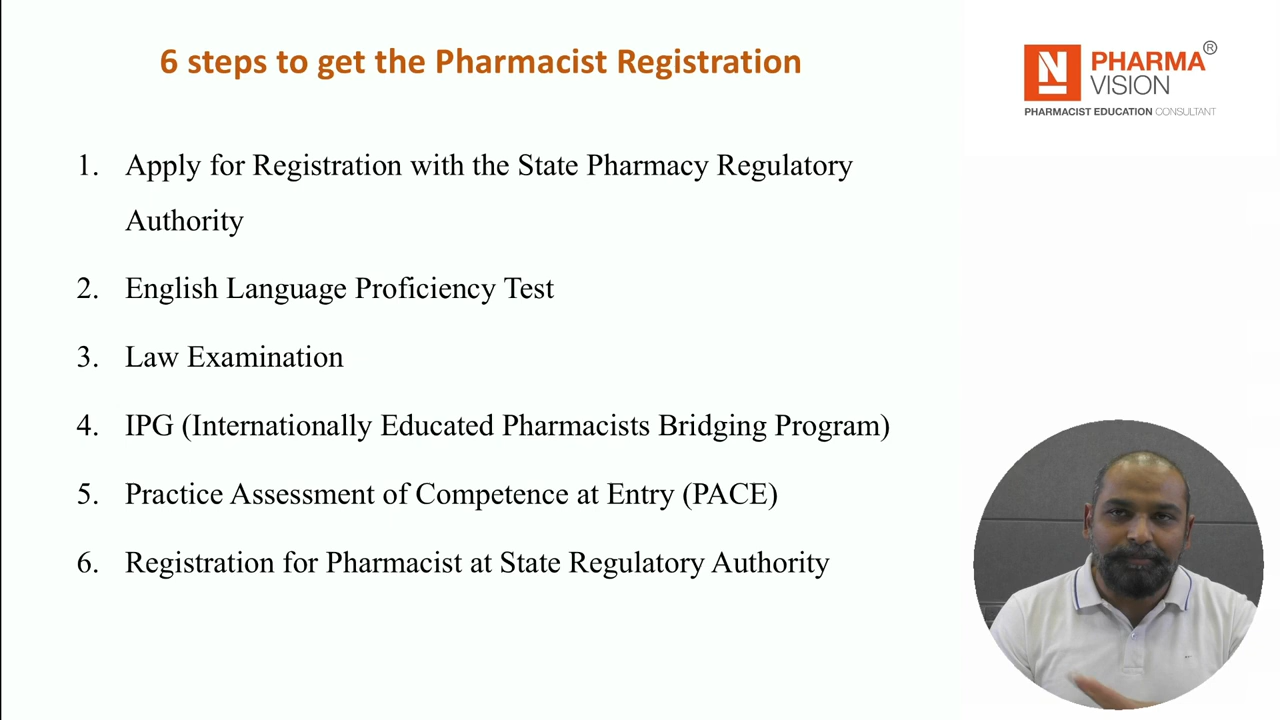 6 steps to get the Pharmacist Registration
N PHARMA VISION ®
PHARMACIST EDUCATION CONSULTANT
1. Apply for Registration with the State Pharmacy Regulatory
Authority
2. English Language Proficiency Test
3. Law Examination
4. IPG (Internationally Educated Pharmacists Bridging Program)
5. Practice Assessment of Competence at Entry (PACE)
6. Registration for Pharmacist at State Regulatory Authority